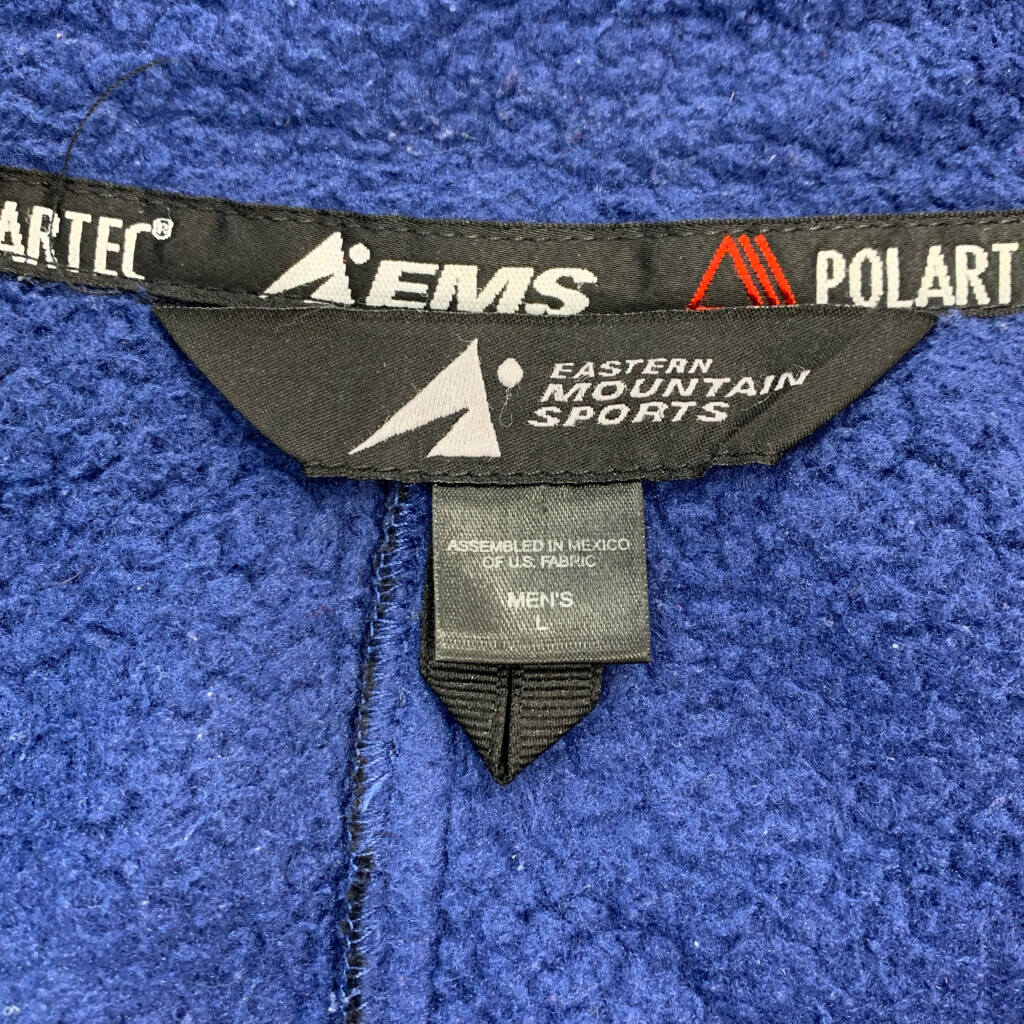 ARTEC® EMS POLART
EASTERN
MOUNTAIN
SPORTS
ASSEMBLED IN MEXICO
OF U.S. FABRIC
MEN'S
L